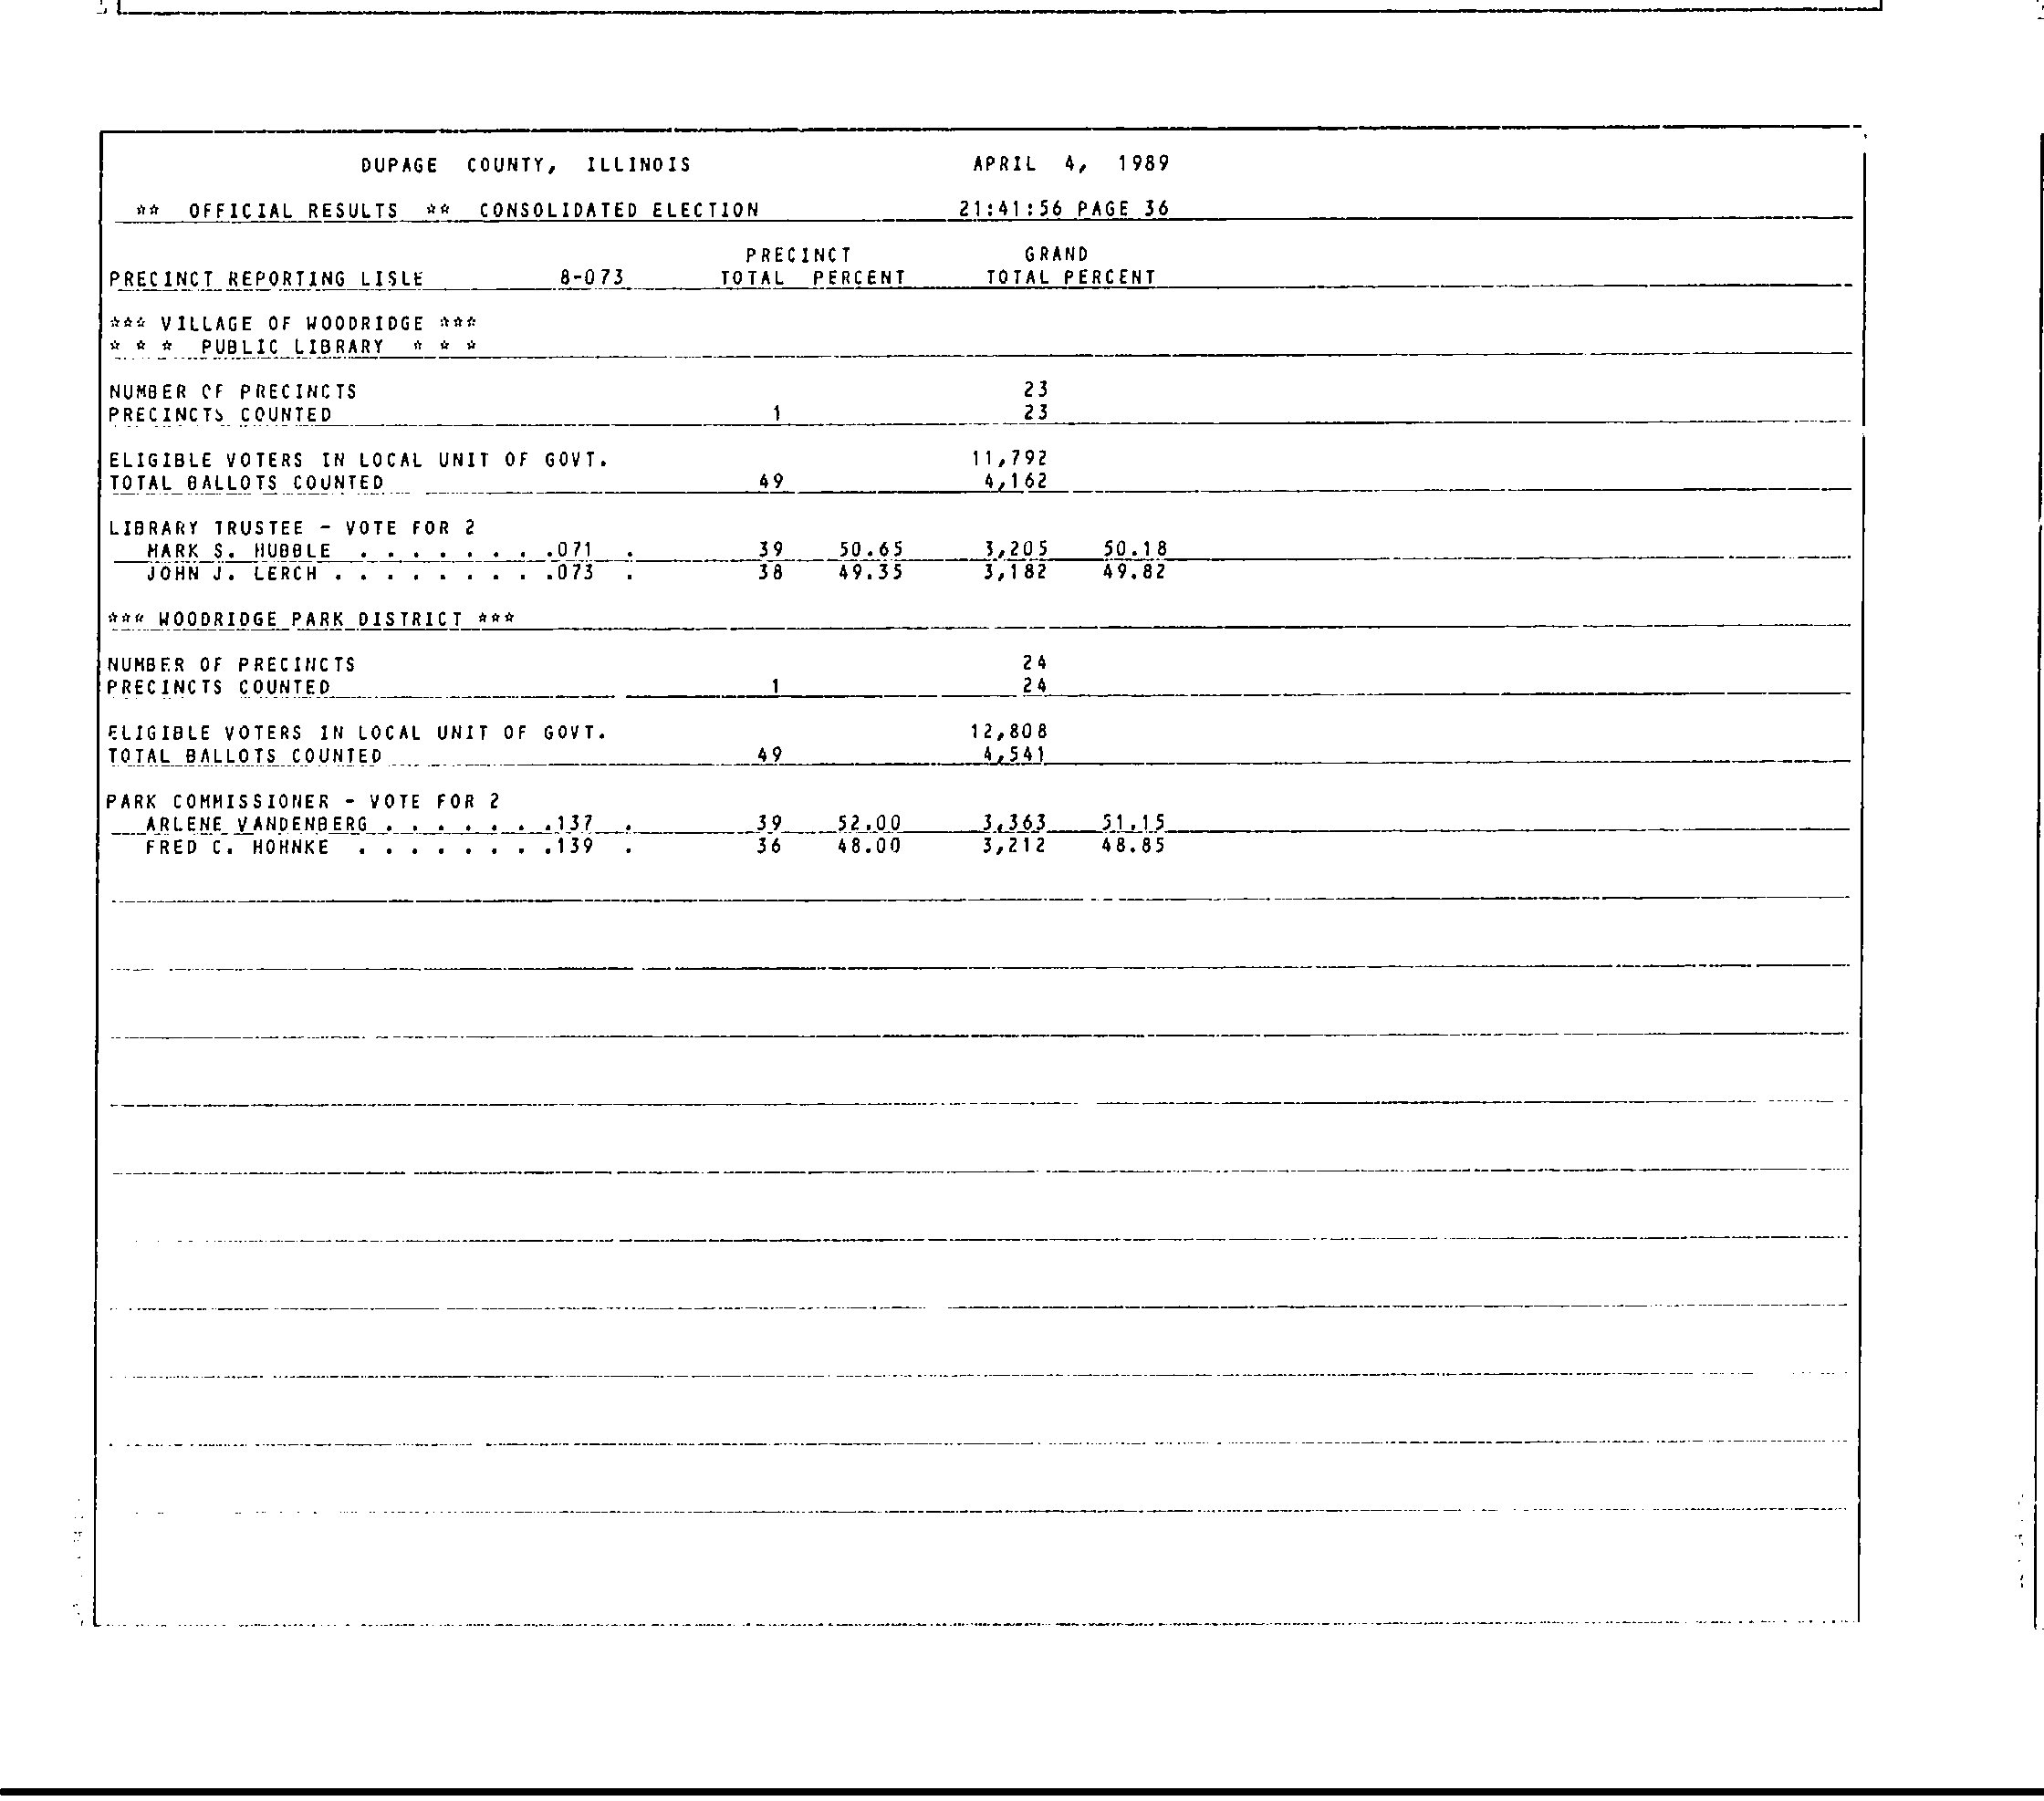 DUPAGE COUNTY, ILLINOIS APRIL 4, 1989
** OFFICIAL RESULTS ** CONSOLIDATED ELECTION 21:41:56 PAGE 36
PRECINCT GRAND
PRECINCT REPORTING LISLE 8-073 TOTAL PERCENT TOTAL PERCENT
*** VILLAGE OF WOODRIDGE ***
* * * PUBLIC LIBRARY * * *
NUMBER OF PRECINCTS 23
PRECINCTS COUNTED 1 23
ELIGIBLE VOTERS IN LOCAL UNIT OF GOVT. 11,792
TOTAL BALLOTS COUNTED 49 4,162
LIBRARY TRUSTEE - VOTE FOR 2
MARK S. HUBBLE . . . . . . . .071 . 39 50.65 3,205 50.18
JOHN J. LERCH . . . . . . . . .073 . 38 49.35 3,182 49.82
*** WOODRIDGE PARK DISTRICT ***
NUMBER OF PRECINCTS 24
PRECINCTS COUNTED 1 24
ELIGIBLE VOTERS IN LOCAL UNIT OF GOVT. 12,808
TOTAL BALLOTS COUNTED 49 4,541
PARK COMMISSIONER - VOTE FOR 2
ARLENE VANDENBERG . . . . . . .137 . 39 52.00 3,363 51.15
FRED C. HOHNKE . . . . . . . .139 . 36 48.00 3,212 48.85